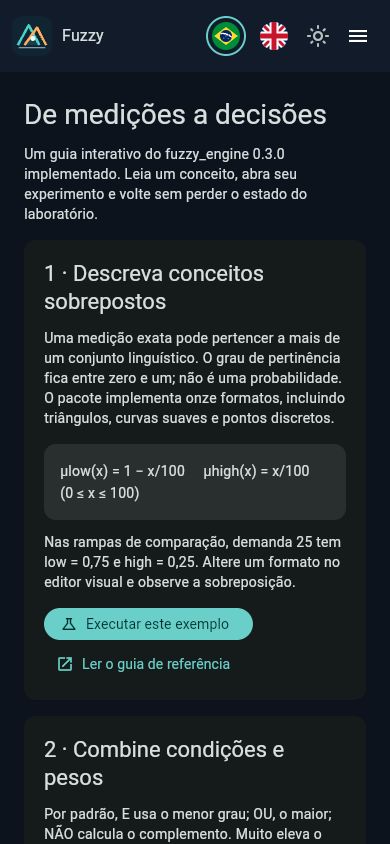 Fuzzy
De medições a decisões
Um guia interativo do fuzzy_engine 0.3.0
implementado. Leia um conceito, abra seu
experimento e volte sem perder o estado do
laboratório.
1 · Descreva conceitos
sobrepostos
Uma medição exata pode pertencer a mais de
um conjunto linguístico. O grau de pertinência
fica entre zero e um; não é uma probabilidade.
O pacote implementa onze formatos, incluindo
triângulos, curvas suaves e pontos discretos.
μlow(x) = 1 − x/100     μhigh(x) = x/100
(0 ≤ x ≤ 100)
Nas rampas de comparação, demanda 25 tem
low = 0,75 e high = 0,25. Altere um formato no
editor visual e observe a sobreposição.
Executar este exemplo
Ler o guia de referência
2 · Combine condições e
pesos
Por padrão, E usa o menor grau; OU, o maior;
NÃO calcula o complemento. Muito eleva o